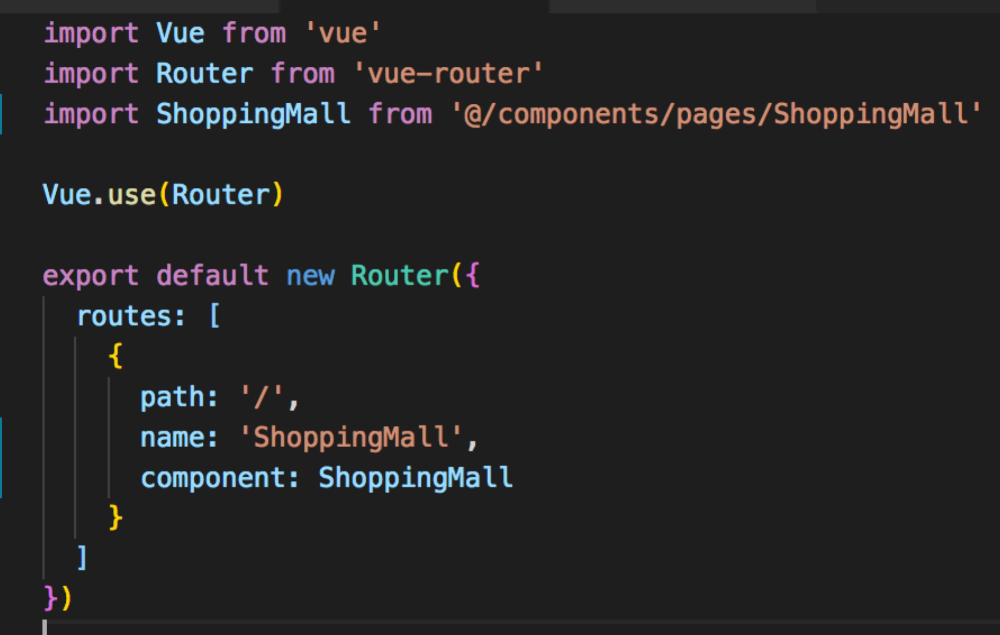 import Vue from 'vue'
import Router from 'vue-router'
import ShoppingMall from '@/components/pages/ShoppingMall'
Vue.use(Router)
export default new Router({
  routes: [
    {
      path: '/',
      name: 'ShoppingMall',
      component: ShoppingMall
    }
  ]
})